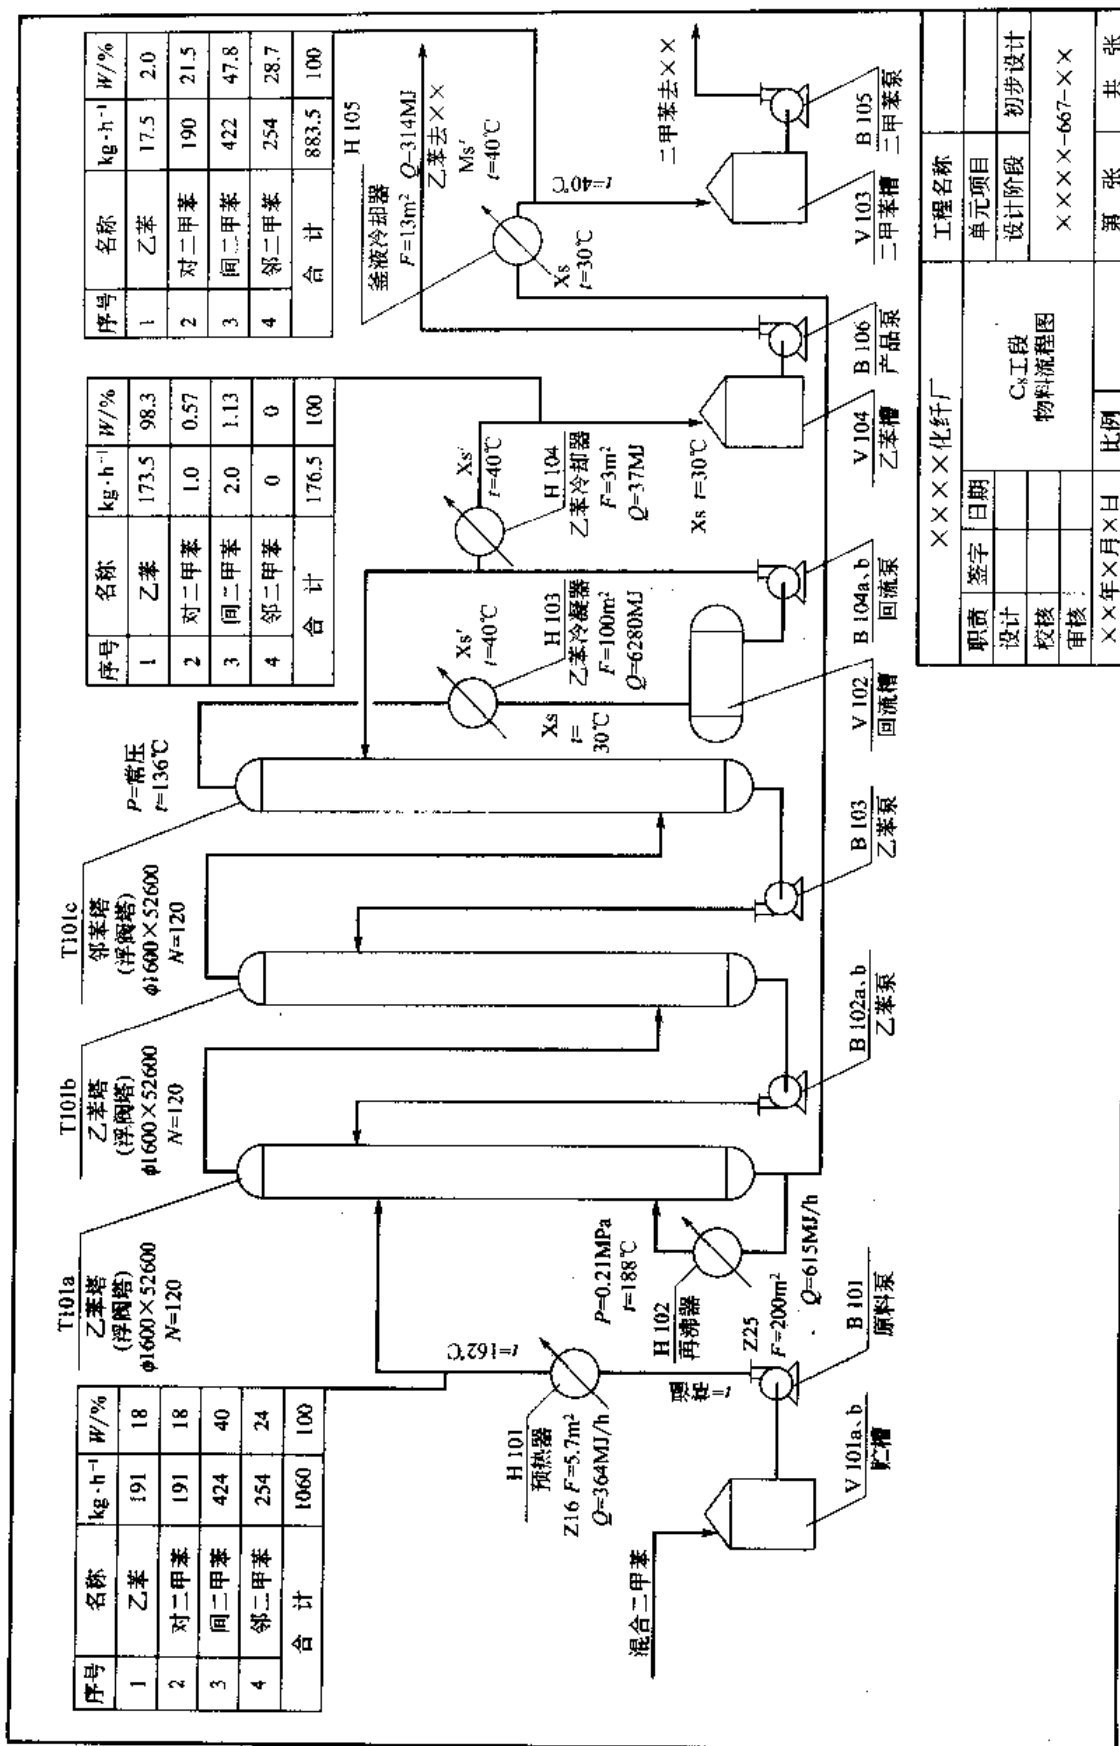 序号 名称 kg·h⁻¹ W/%
1 乙苯 191 18
2 对二甲苯 191 18
3 间二甲苯 424 40
4 邻二甲苯 254 24
合 计 1060 100
序号 名称 kg·h⁻¹ W/%
1 乙苯 173.5 98.3
2 对二甲苯 1.0 0.57
3 间二甲苯 2.0 1.13
4 邻二甲苯 0 0
合 计 176.5 100
序号 名称 kg·h⁻¹ W/%
1 乙苯 17.5 2.0
2 对二甲苯 190 21.5
3 间二甲苯 422 47.8
4 邻二甲苯 254 28.7
合 计 883.5 100
T101a
乙苯塔
(浮阀塔)
φ1600×52600
N=120
T101b
乙苯塔
(浮阀塔)
φ1600×52600
N=120
T101c
邻苯塔
(浮阀塔)
φ1600×52600
N=120
P=常压
t=136℃
H 105
釜液冷却器
F=13m² Q=314MJ
乙苯去××
Ms′
t=40℃
Xs′
t=40℃
Xs′
t=40℃
H 103
乙苯冷凝器
F=100m²
Q=6280MJ
Xs
t=
30℃
H 104
乙苯冷却器
F=3m²
Q=37MJ
Xs t=30℃
Xs
t=30℃
t=40℃
二甲苯去××
t=162℃
H 101
预热器
Z16 F=5.7m²
Q=364MJ/h
P=0.21MPa
t=188℃
H 102
再沸器
Z25
F=200m²
Q=615MJ/h
混合二甲苯
V 101a、b
贮槽
B 101
原料泵
B 102a、b
乙苯泵
B 103
乙苯泵
V 102
回流槽
B 104a、b
回流泵
V 104
乙苯槽
B 106
产品泵
V 103
二甲苯槽
B 105
二甲苯泵
××××化纤厂
工程名称
单元项目
设计阶段 初步设计
职责 签字 日期
设计
校核
审核
C₈工段
物料流程图
××××-667-××
××年×月×日 比例
第 张 共 张